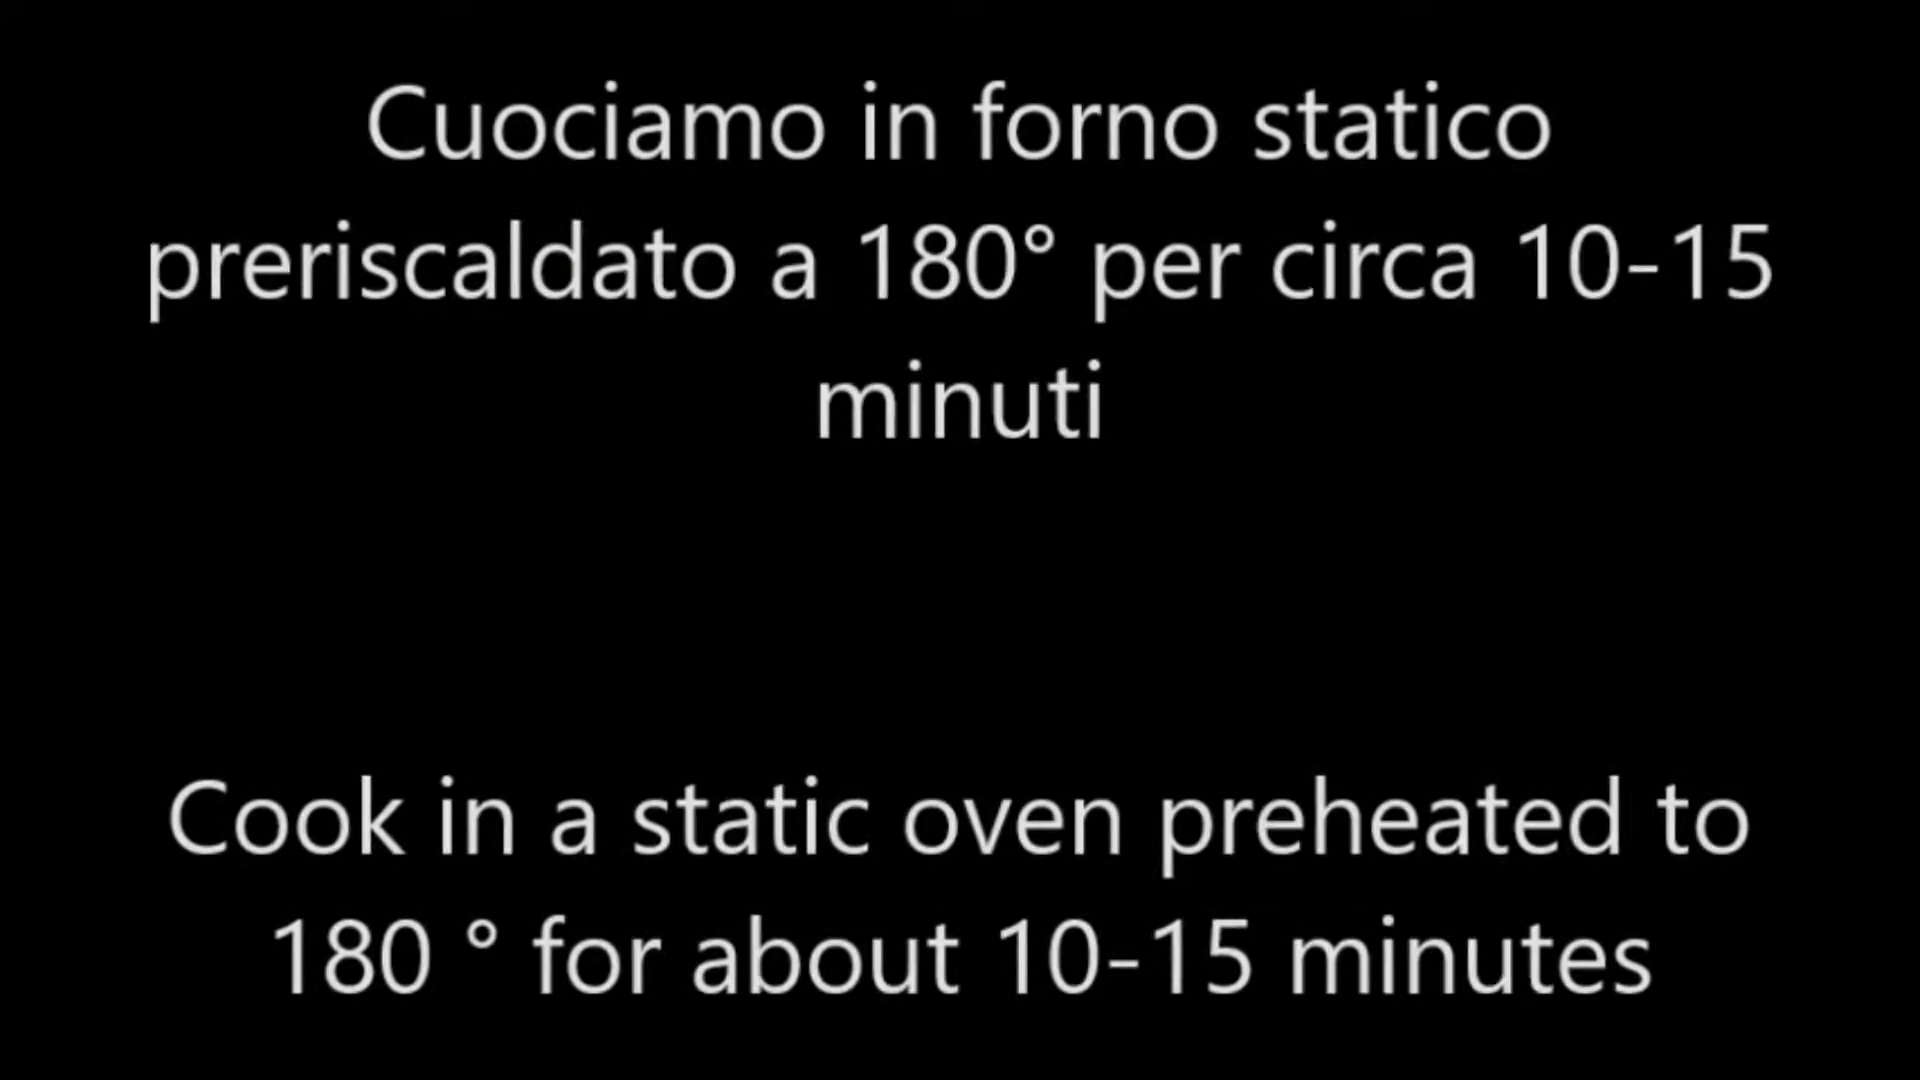 Cuociamo in forno statico
preriscaldato a 180° per circa 10-15
minuti
Cook in a static oven preheated to
180 ° for about 10-15 minutes